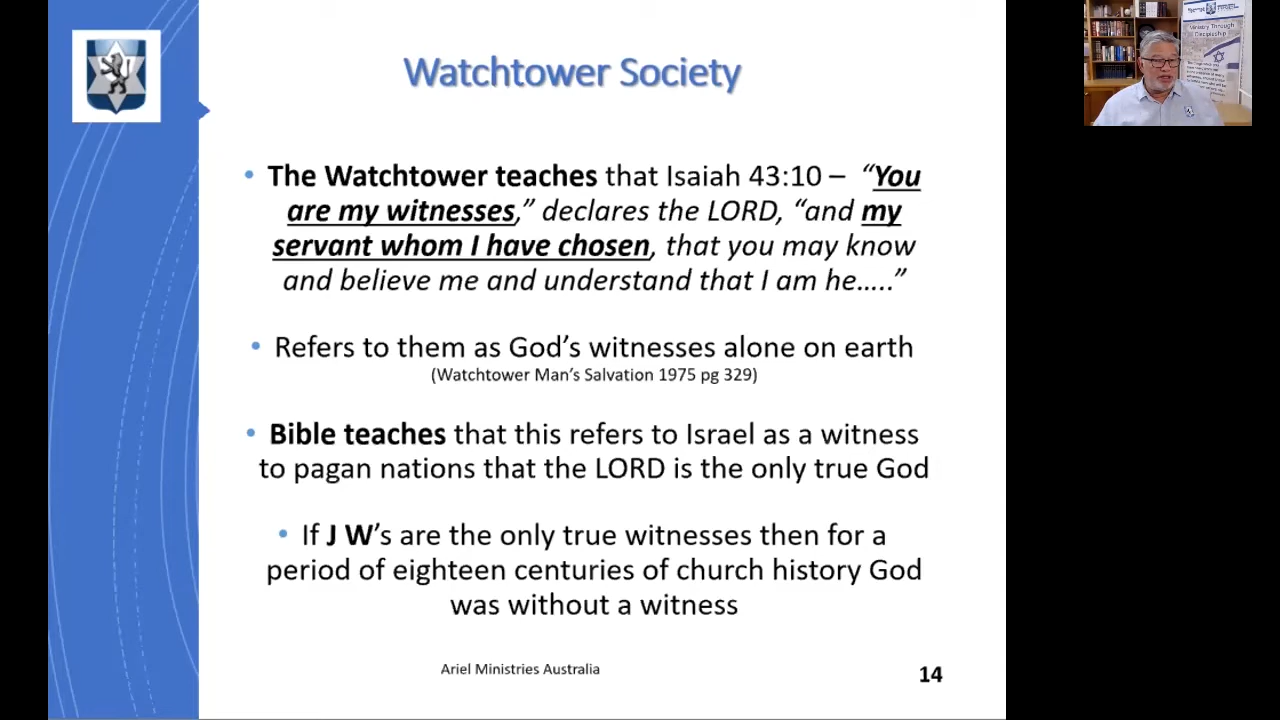 Watchtower Society
• The Watchtower teaches that Isaiah 43:10 – “You
are my witnesses,” declares the LORD, “and my
servant whom I have chosen, that you may know
and believe me and understand that I am he…..”
• Refers to them as God’s witnesses alone on earth
(Watchtower Man’s Salvation 1975 pg 329)
• Bible teaches that this refers to Israel as a witness
to pagan nations that the LORD is the only true God
• If J W’s are the only true witnesses then for a
period of eighteen centuries of church history God
was without a witness
Ariel Ministries Australia
14
Ministry Through
Discipleship